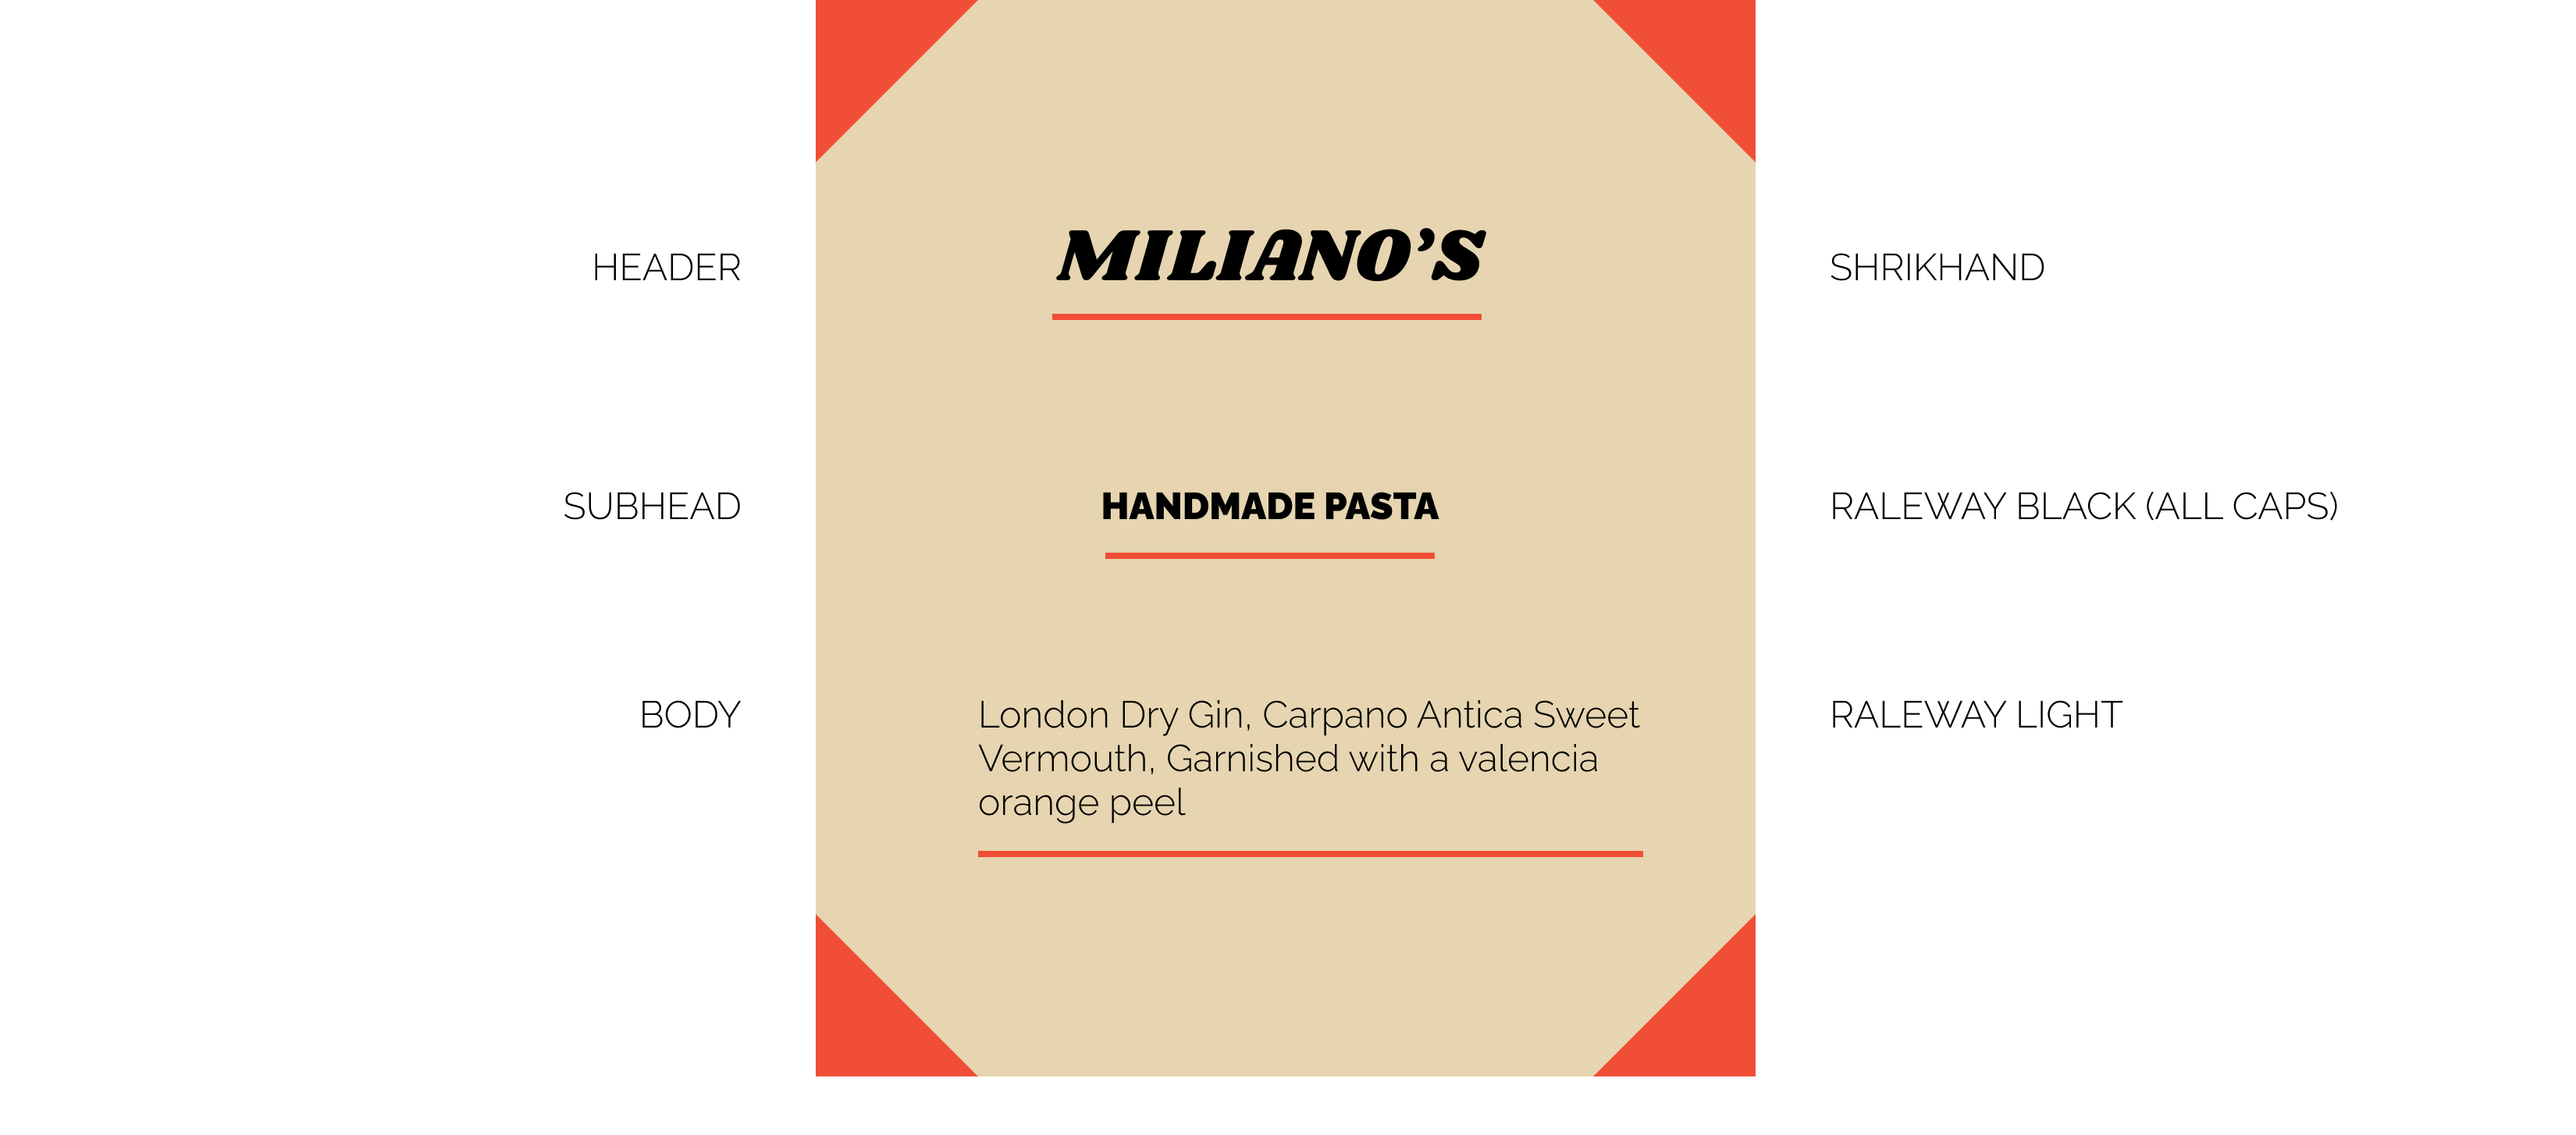 HEADER
MILIANO’S
SHRIKHAND
SUBHEAD
HANDMADE PASTA
RALEWAY BLACK (ALL CAPS)
BODY
London Dry Gin, Carpano Antica Sweet
Vermouth, Garnished with a valencia
orange peel
RALEWAY LIGHT